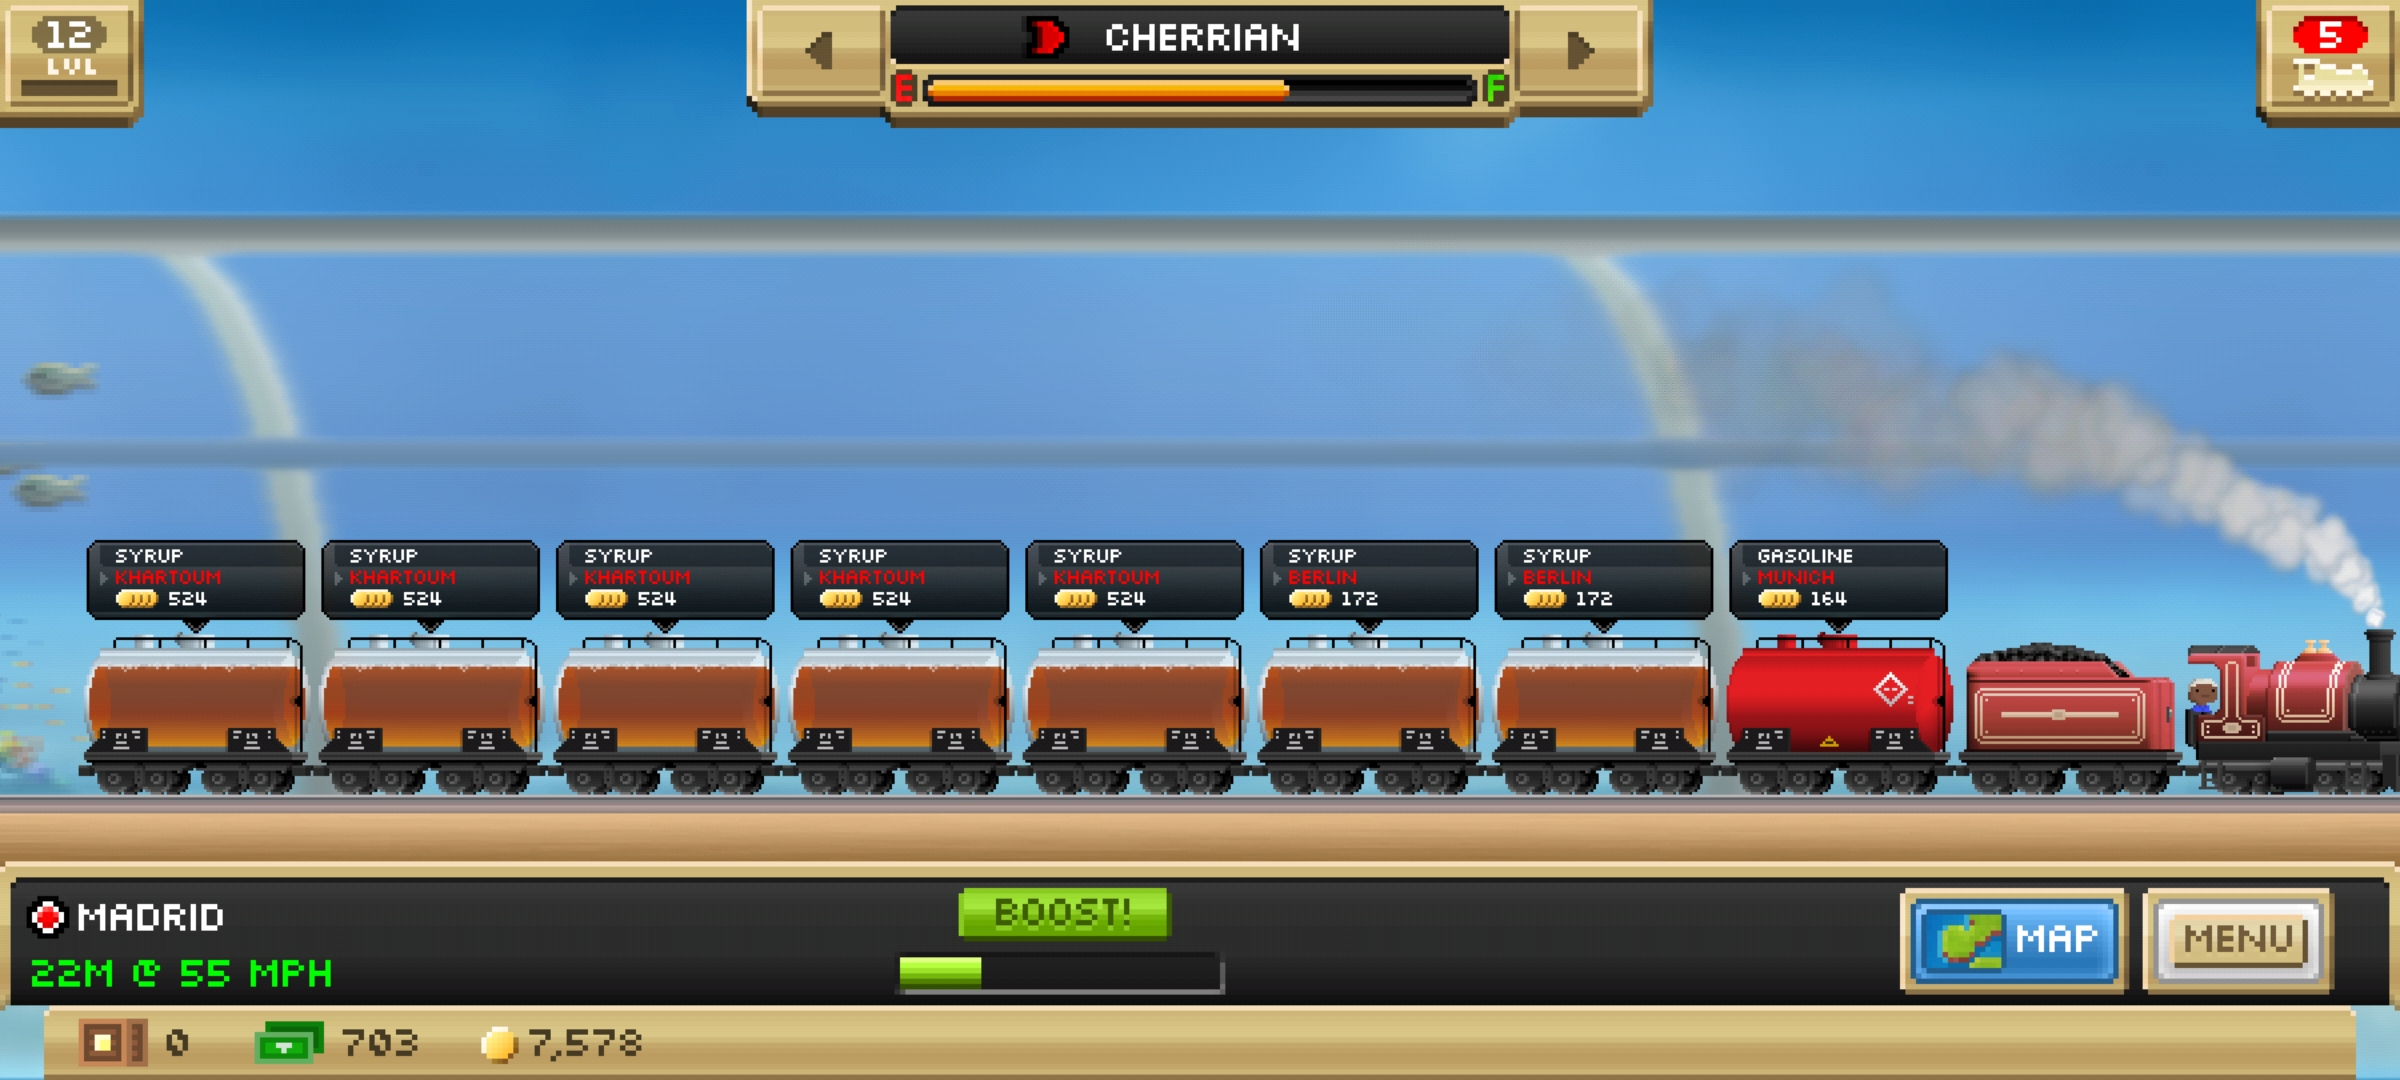 12
LVL
CHERRIAN
E
F
5
SYRUP
KHARTOUM
524
SYRUP
KHARTOUM
524
SYRUP
KHARTOUM
524
SYRUP
KHARTOUM
524
SYRUP
KHARTOUM
524
SYRUP
BERLIN
172
SYRUP
BERLIN
172
GASOLINE
MUNICH
164
MADRID
22M @ 55 MPH
BOOST!
MAP
MENU
0
703
7,578